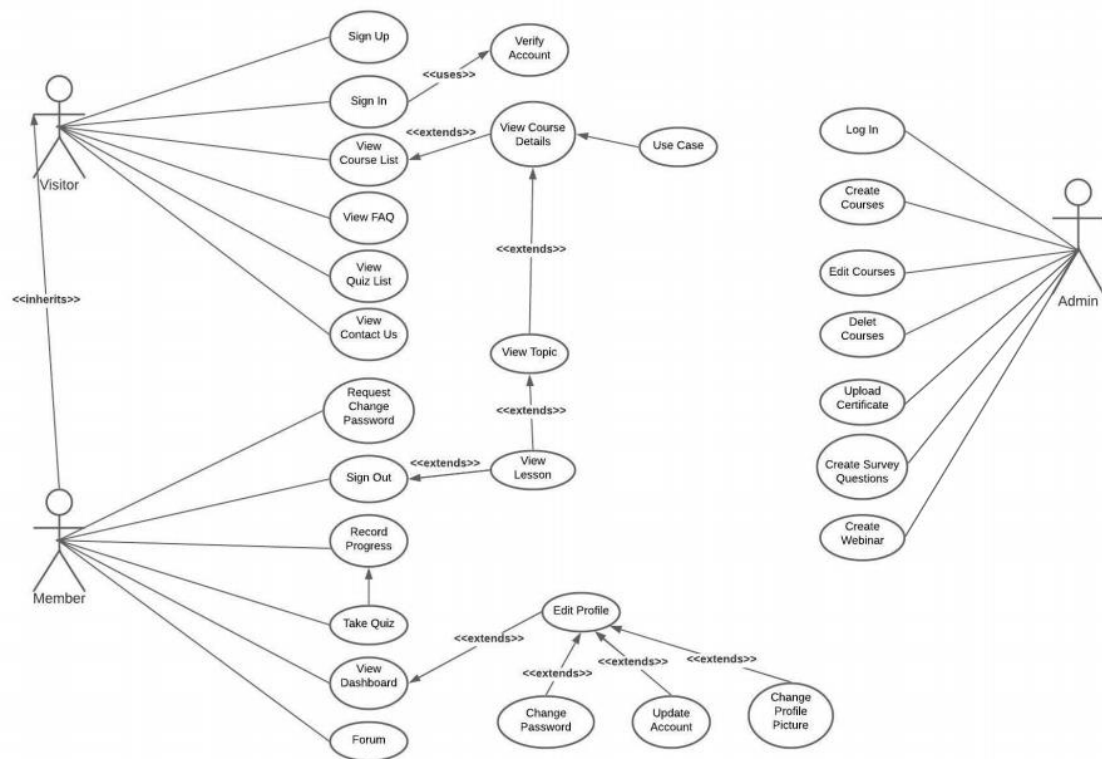 Sign Up
Verify
Account
<<uses>>
Sign In
View Course
Details
<<extends>>
View
Course List
Use Case
Log In
Visitor
Create
Courses
View FAQ
<<extends>>
View
Quiz List
Edit Courses
<<inherits>>
Admin
View
Contact Us
Delet
Courses
View Topic
Request
Change
Password
Upload
Certificate
<<extends>>
<<extends>>
View
Lesson
Sign Out
Create Survey
Questions
Record
Progress
Create
Webinar
Member
Edit Profile
Take Quiz
<<extends>>
<<extends>>
<<extends>>
<<extends>>
View
Dashboard
Change
Password
Update
Account
Change
Profile
Picture
Forum